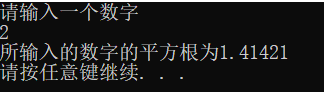 请输入一个数字
2
所输入的数字的平方根为1.41421
请按任意键继续. . .